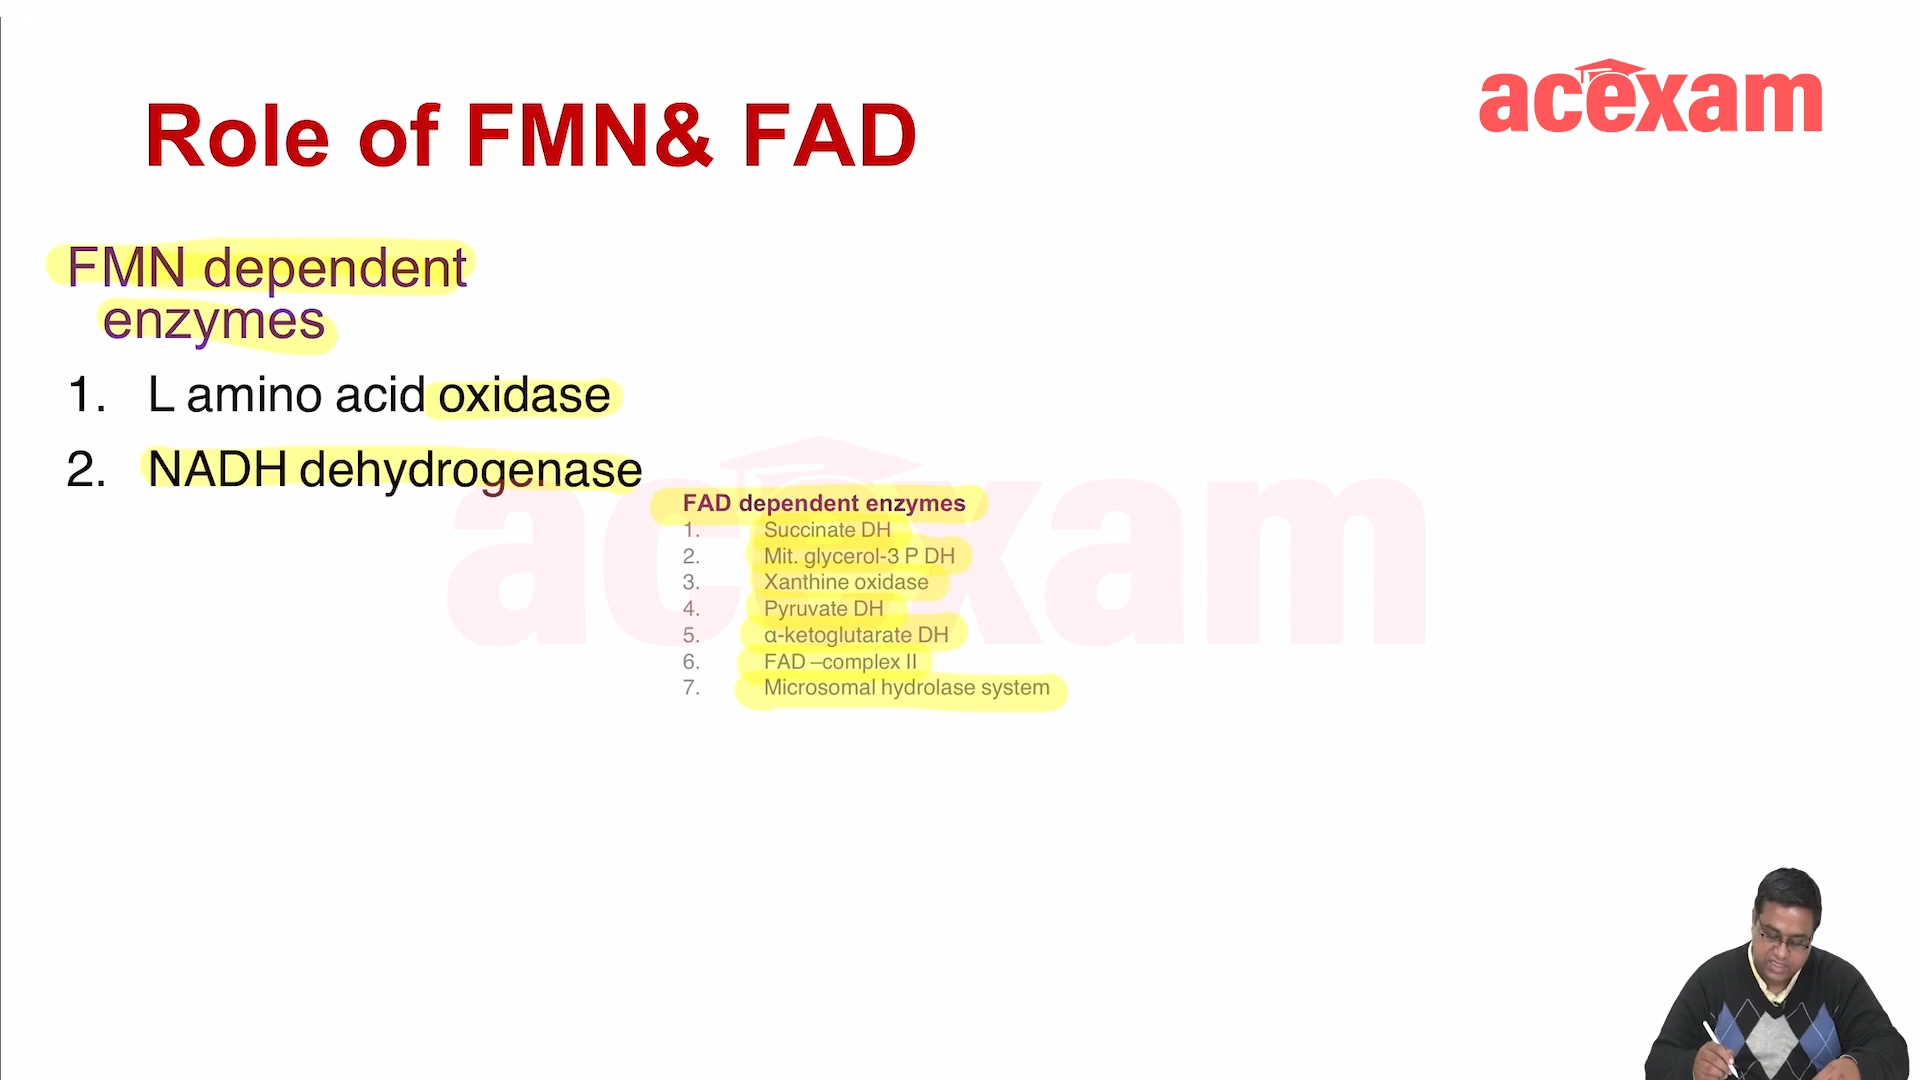 acexam
Role of FMN& FAD
FMN dependent
enzymes
1. L amino acid oxidase
2. NADH dehydrogenase
acexam
FAD dependent enzymes
1. Succinate DH
2. Mit. glycerol-3 P DH
3. Xanthine oxidase
4. Pyruvate DH
5. α-ketoglutarate DH
6. FAD –complex II
7. Microsomal hydrolase system